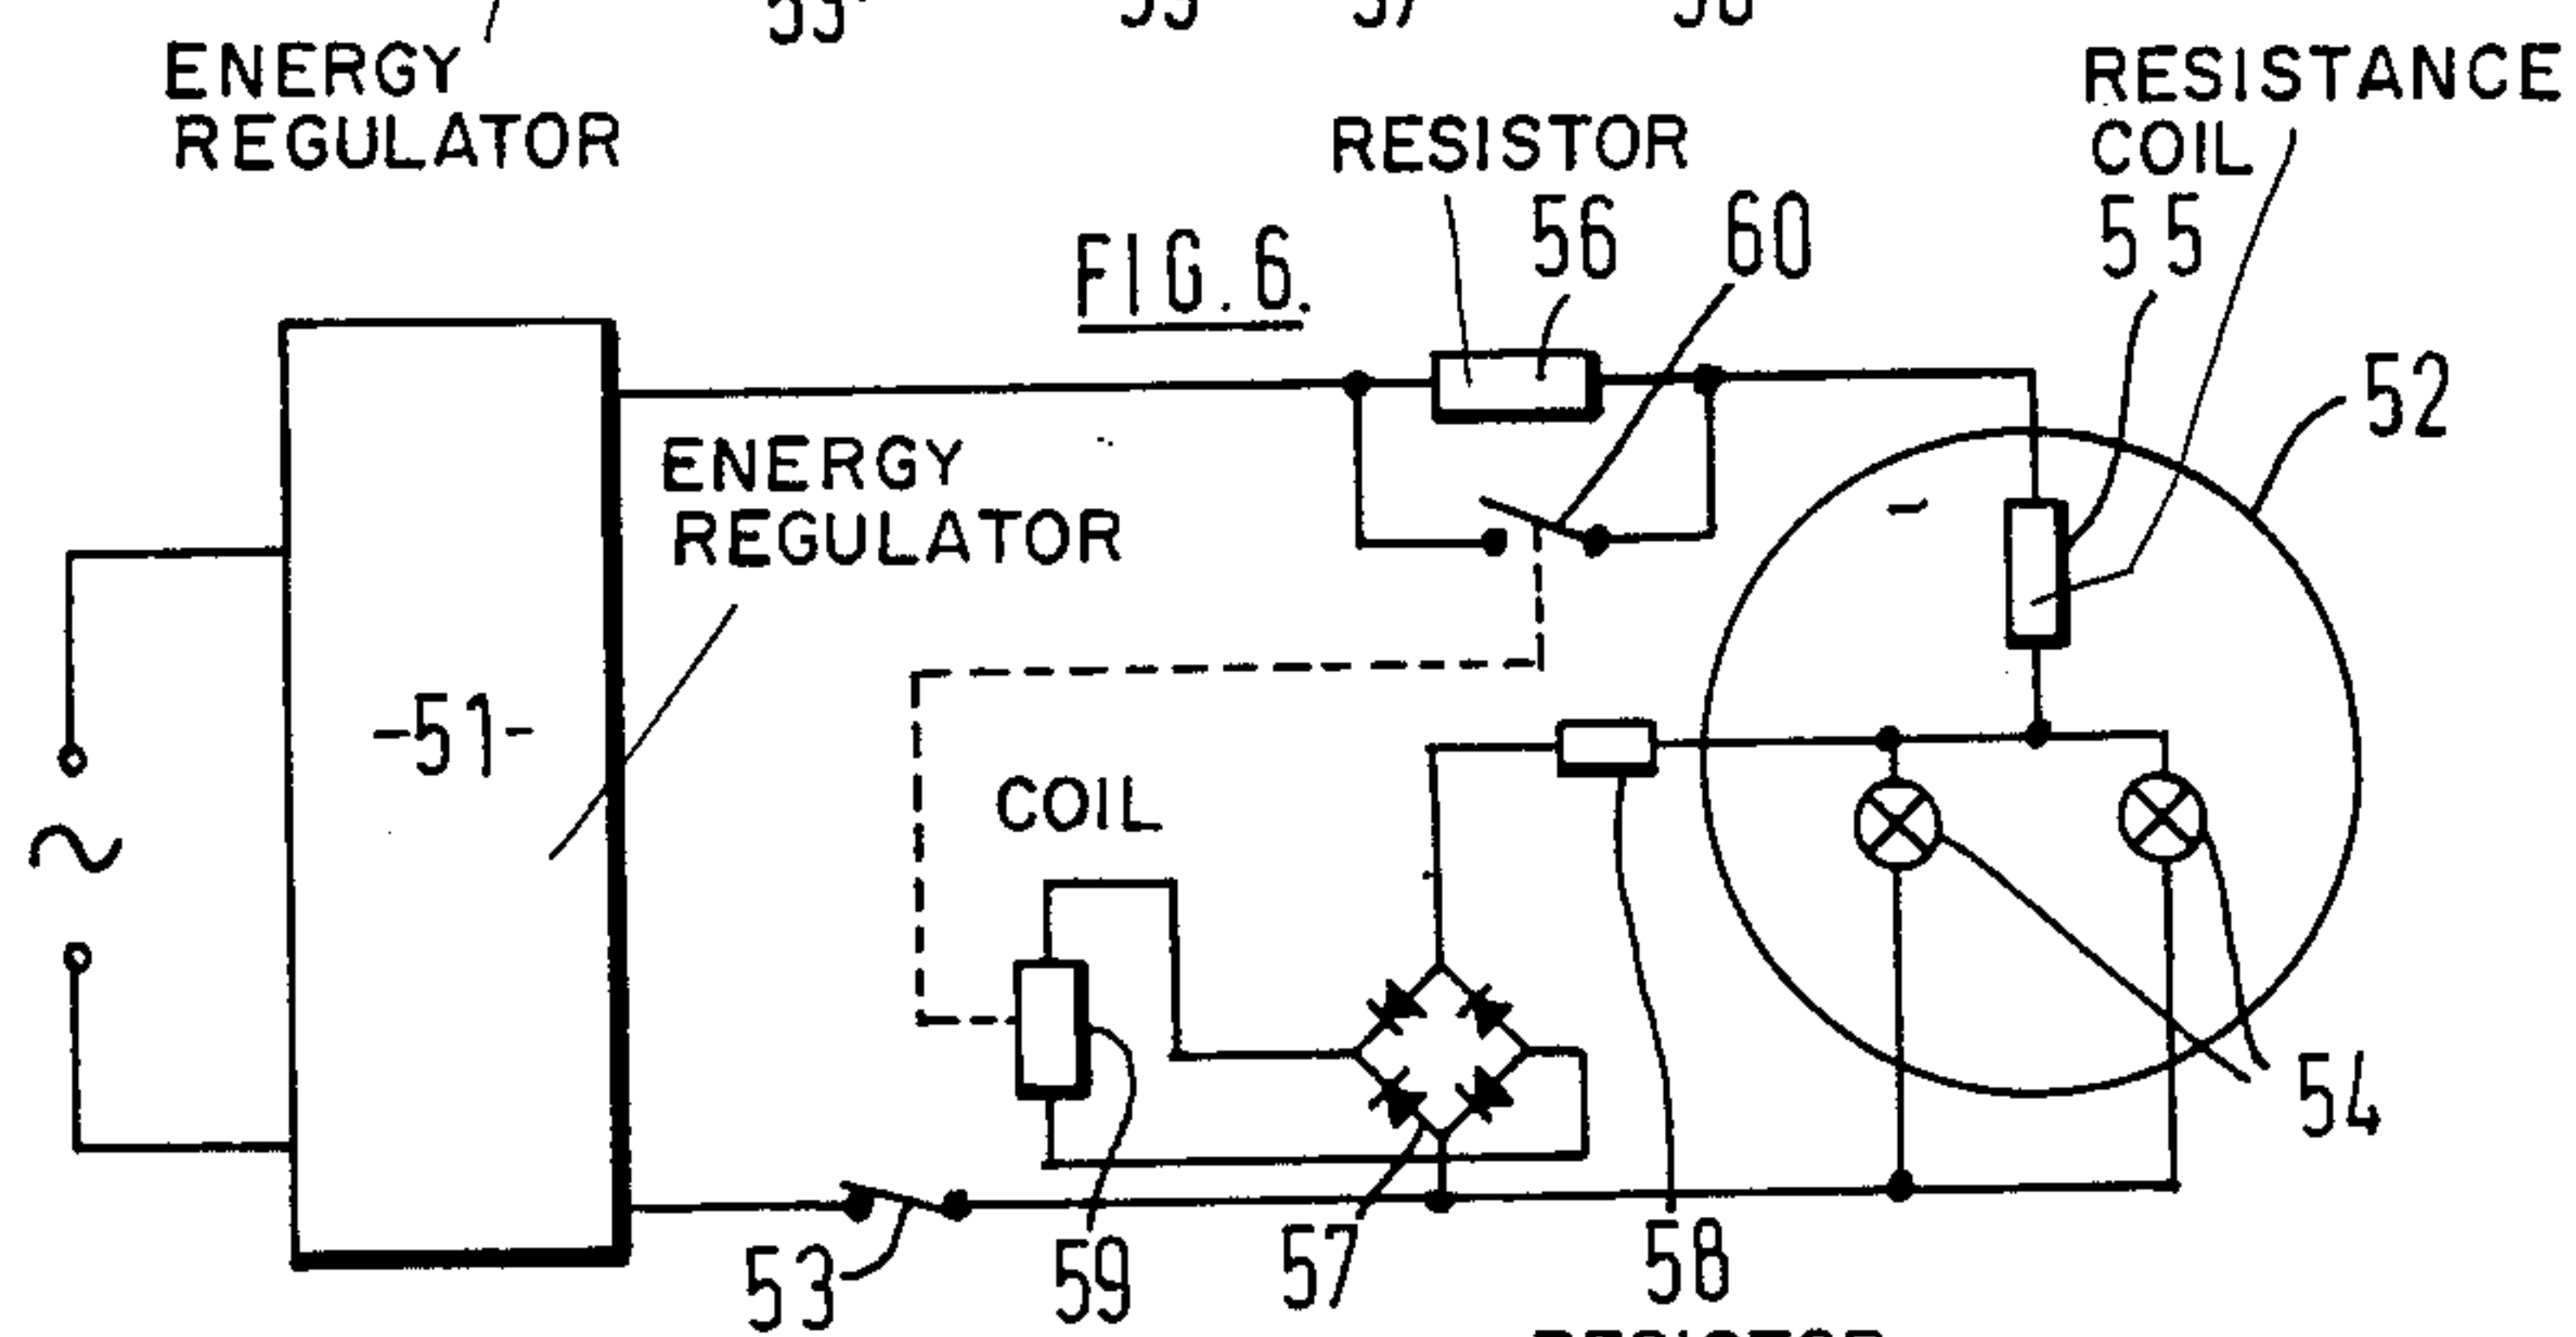 ENERGY
REGULATOR
RESISTOR
RESISTANCE
COIL
FIG. 6.
56
60
55
52
ENERGY
REGULATOR
-51-
COIL
54
53
59
57
58